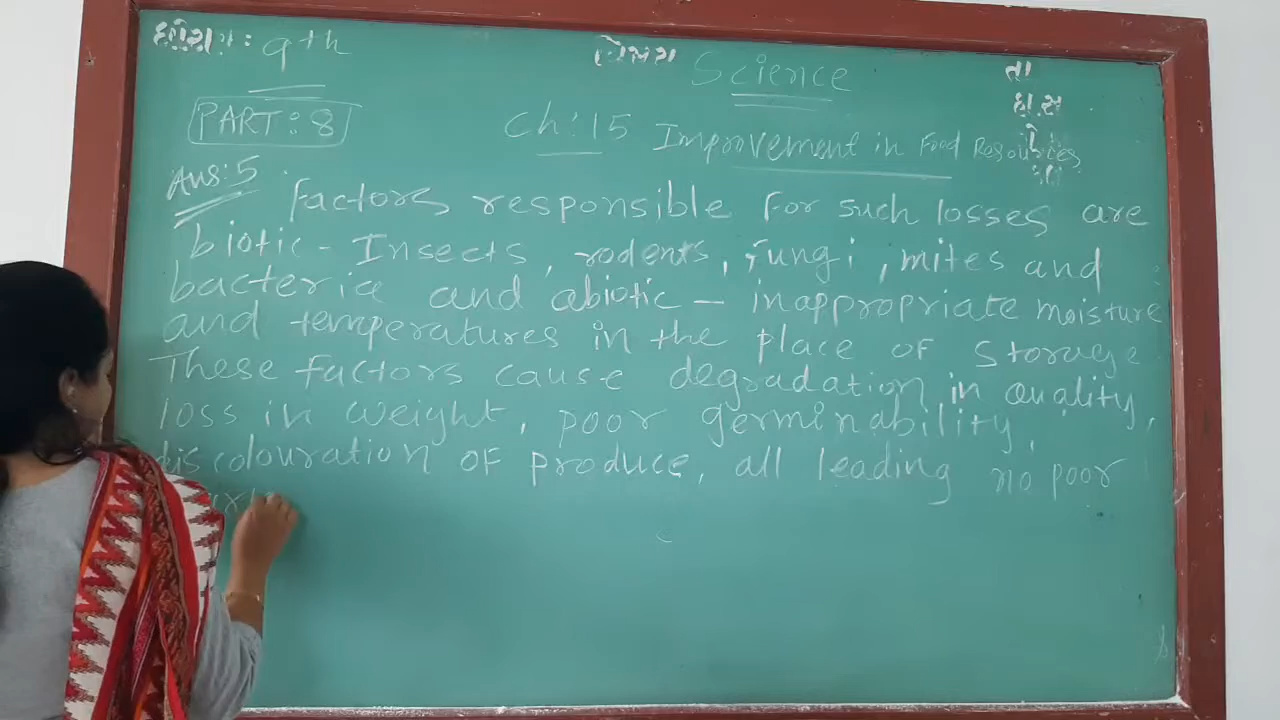 ધોરણ : 9th વિષય Science તા
PART : 8 Ch : 15 Improvement in Food Resources
Ans : 5 Factors responsible for such losses are
biotic - Insects, rodents, fungi, mites and
bacteria and abiotic - inappropriate moisture
and temperatures in the place of storage
These factors cause degradation in quality,
loss in weight, poor germinability,
discolouration of produce, all leading no poor